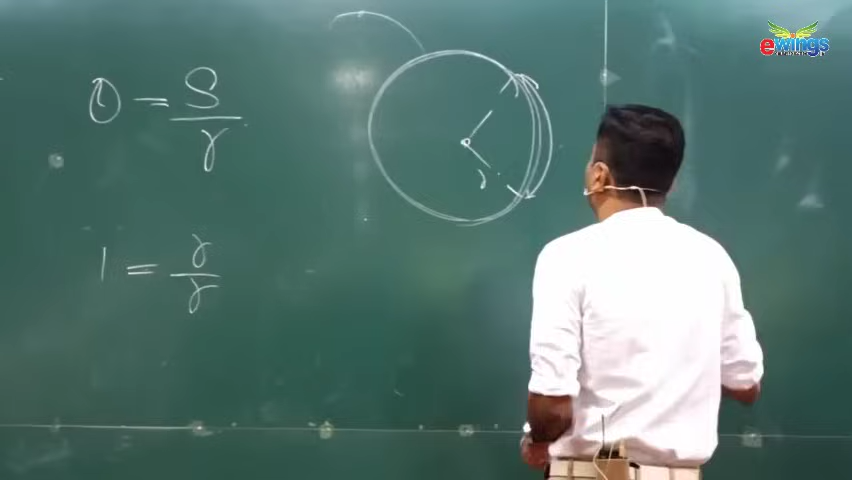 θ = S/r
1 = r/r
r
ewings